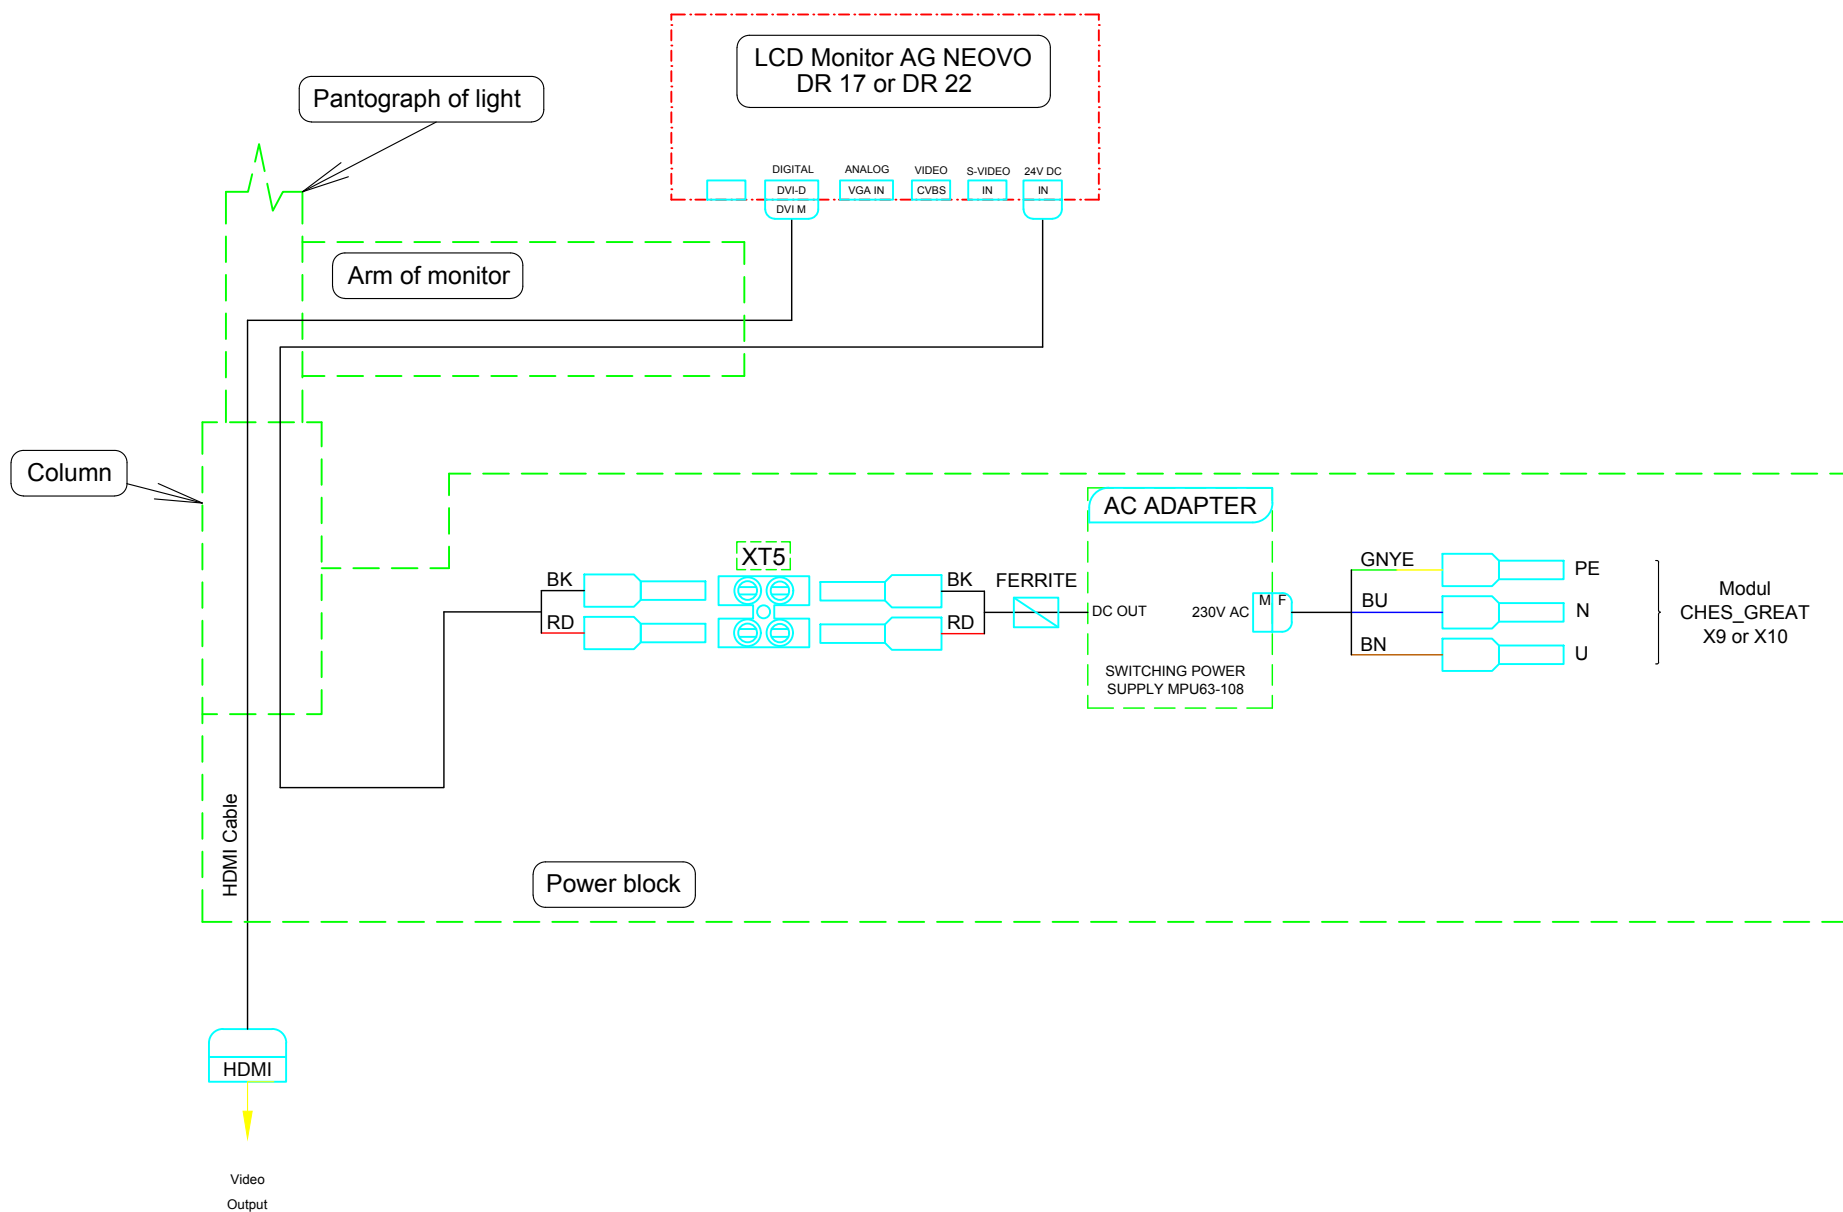 LCD Monitor AG NEOVO
DR 17 or DR 22
Pantograph of light
DIGITAL
ANALOG
VIDEO
S-VIDEO
24V DC
DVI-D
VGA IN
CVBS
IN
IN
DVI M
Arm of monitor
Column
AC ADAPTER
XT5
BK
BK
FERRITE
GNYE
PE
RD
RD
DC OUT
230V AC
M F
BU
N
BN
U
Modul
CHES_GREAT
X9 or X10
SWITCHING POWER
SUPPLY MPU63-108
HDMI Cable
Power block
HDMI
Video
Output